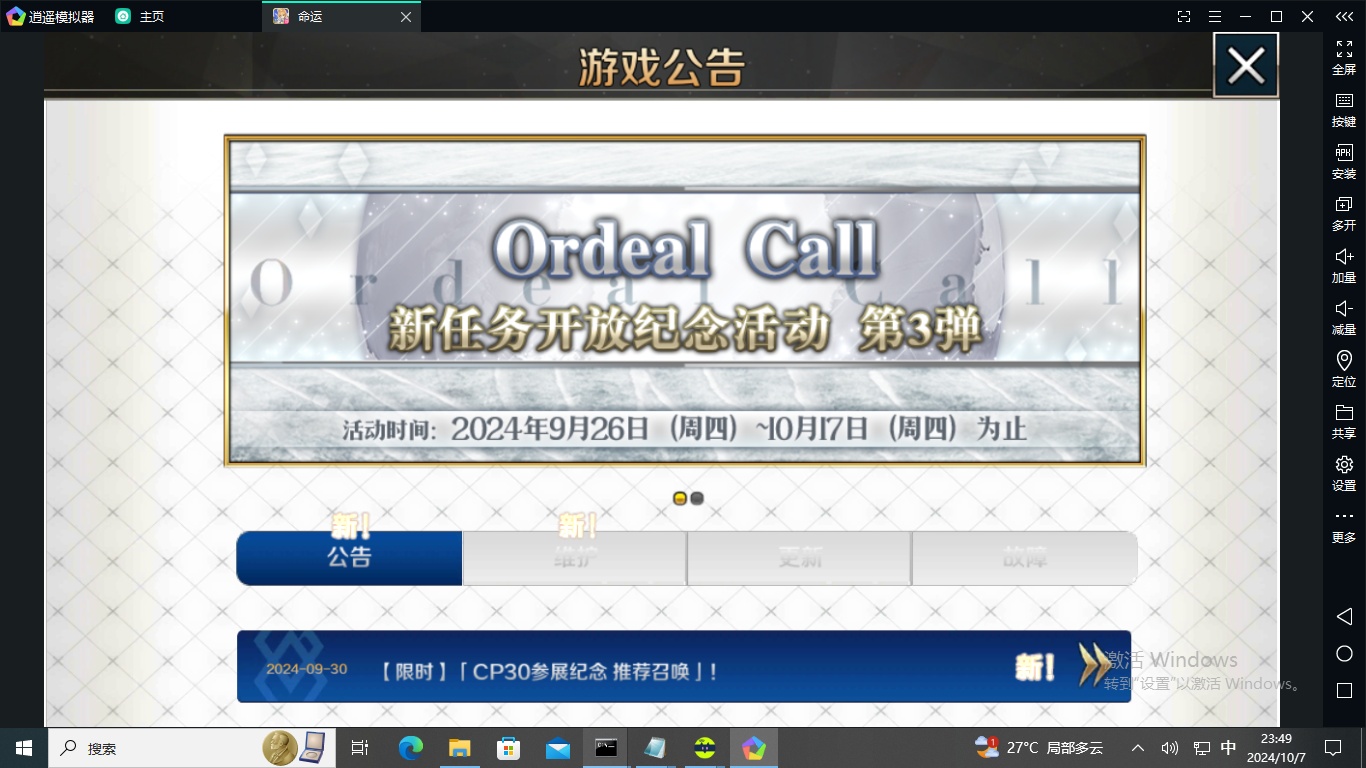 逍遥模拟器
主页
命运
游戏公告
Ordeal Call
Ordeal Call
新任务开放纪念活动 第3弹
活动时间：2024年9月26日（周四）~10月17日（周四）为止
新！
新！
公告
维护
更新
故障
2024-09-30
【限时】「CP30参展纪念 推荐召唤」！
新！
激活 Windows
转到"设置"以激活 Windows。
全屏
按键
APK
安装
多开
加量
减量
定位
共享
设置
更多
搜索
1
27°C 局部多云
中
23:49
2024/10/7